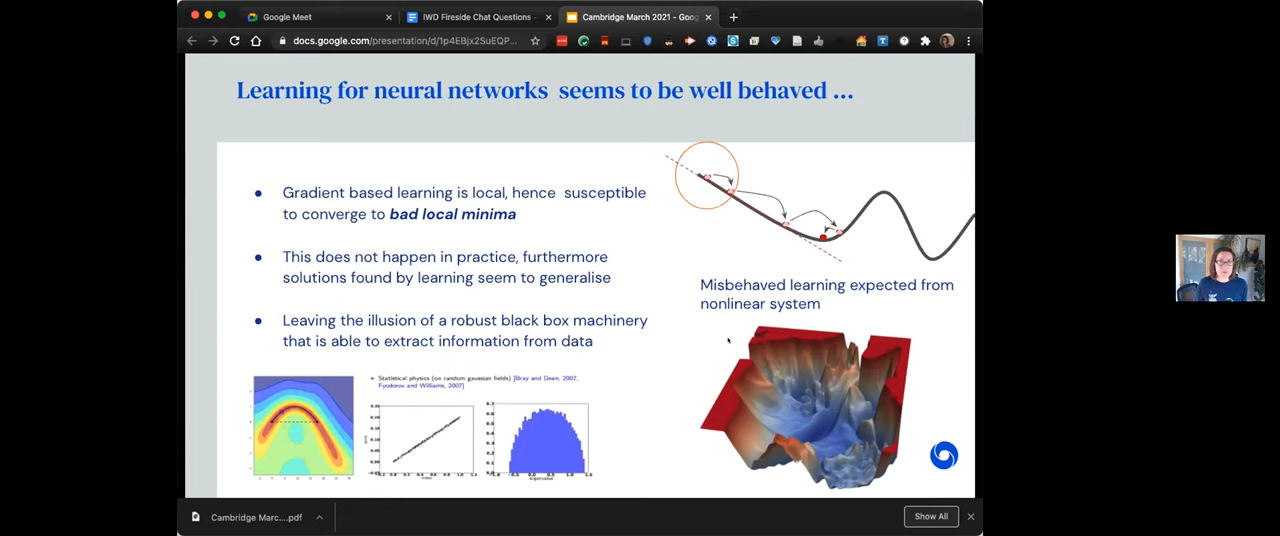 Google Meet
IWD Fireside Chat Questions -
Cambridge March 2021 - Goog
docs.google.com/presentation/d/1p4EBjx2SuEQP...
Learning for neural networks seems to be well behaved ...
Gradient based learning is local, hence susceptible
to converge to bad local minima
This does not happen in practice, furthermore
solutions found by learning seem to generalise
Leaving the illusion of a robust black box machinery
that is able to extract information from data
Misbehaved learning expected from
nonlinear system
Statistical physics (on random gaussian fields) [Bray and Dean, 2007,
Fyodorov and Williams, 2007]
Cambridge Marc....pdf
Show All